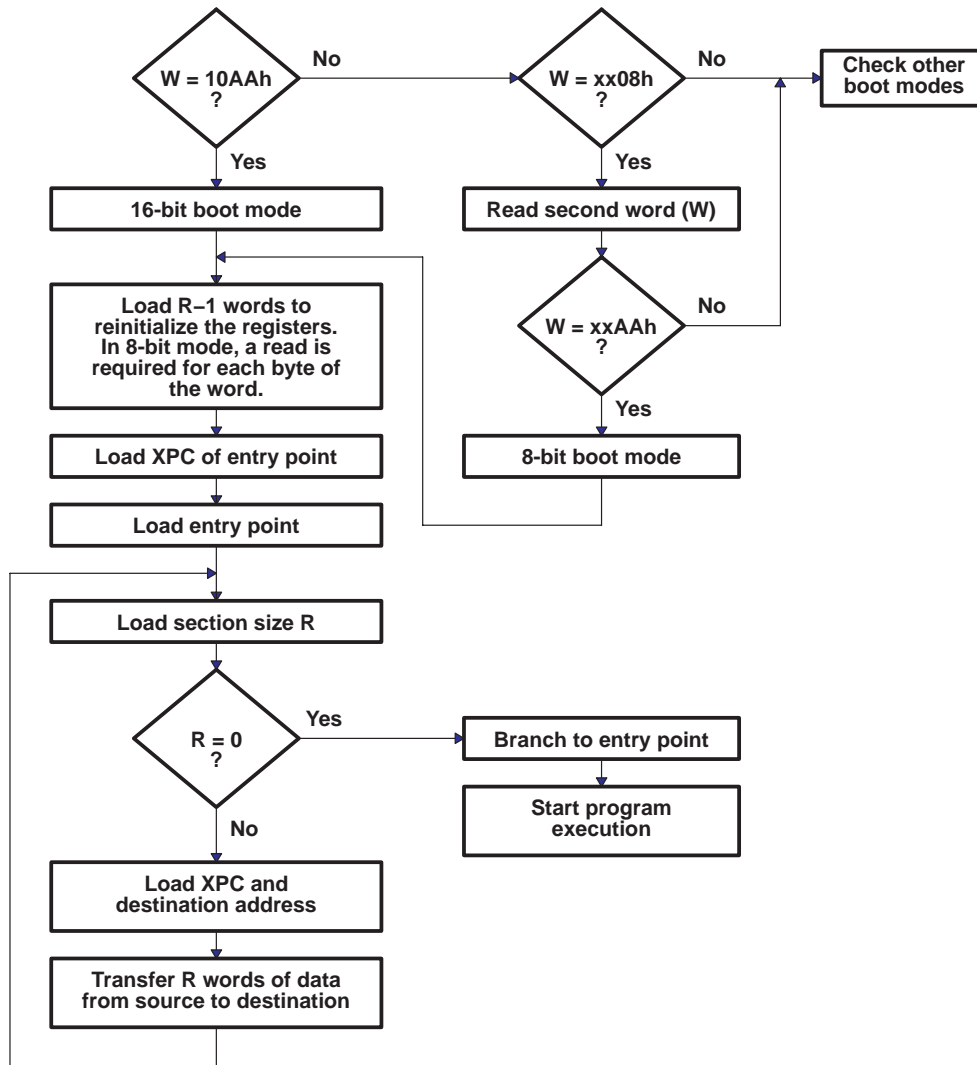 W = 10AAh
?
No
Yes
W = xx08h
?
No
Yes
Check other
boot modes
16-bit boot mode
Read second word (W)
W = xxAAh
?
No
Yes
8-bit boot mode
Load R−1 words to
reinitialize the registers.
In 8-bit mode, a read is
required for each byte of
the word.
Load XPC of entry point
Load entry point
Load section size R
R = 0
?
Yes
No
Branch to entry point
Start program
execution
Load XPC and
destination address
Transfer R words of data
from source to destination